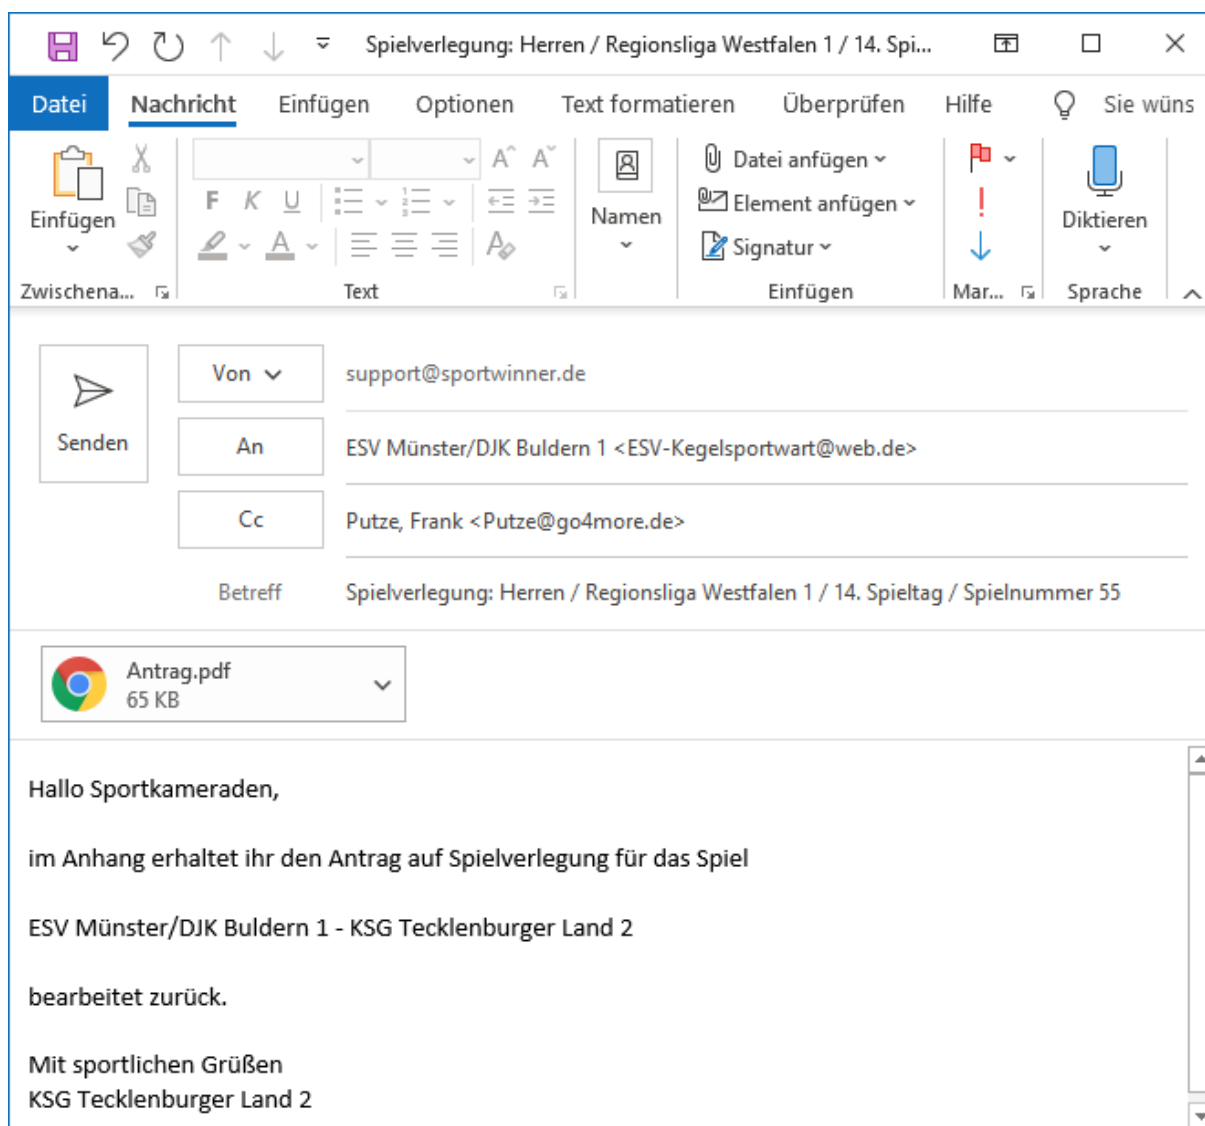 Spielverlegung: Herren / Regionsliga Westfalen 1 / 14. Spi...
Datei Nachricht Einfügen Optionen Text formatieren Überprüfen Hilfe Sie wüns
Einfügen
F K U
A A
Namen
Datei anfügen
Element anfügen
Signatur
Diktieren
Zwischena... Text Einfügen Mar... Sprache
Senden
Von support@sportwinner.de
An ESV Münster/DJK Buldern 1 <ESV-Kegelsportwart@web.de>
Cc Putze, Frank <Putze@go4more.de>
Betreff Spielverlegung: Herren / Regionsliga Westfalen 1 / 14. Spieltag / Spielnummer 55
Antrag.pdf
65 KB
Hallo Sportkameraden,
im Anhang erhaltet ihr den Antrag auf Spielverlegung für das Spiel
ESV Münster/DJK Buldern 1 - KSG Tecklenburger Land 2
bearbeitet zurück.
Mit sportlichen Grüßen
KSG Tecklenburger Land 2